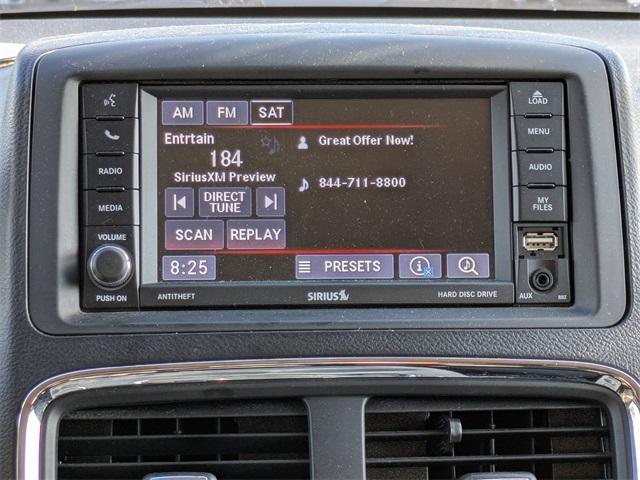 AM FM SAT
Entrtain
184
SiriusXM Preview
DIRECT
TUNE
SCAN REPLAY
8:25
Great Offer Now!
844-711-8800
PRESETS
RADIO
MEDIA
VOLUME
PUSH ON
LOAD
MENU
AUDIO
MY
FILES
AUX RBZ
ANTITHEFT SIRIUS HARD DISC DRIVE